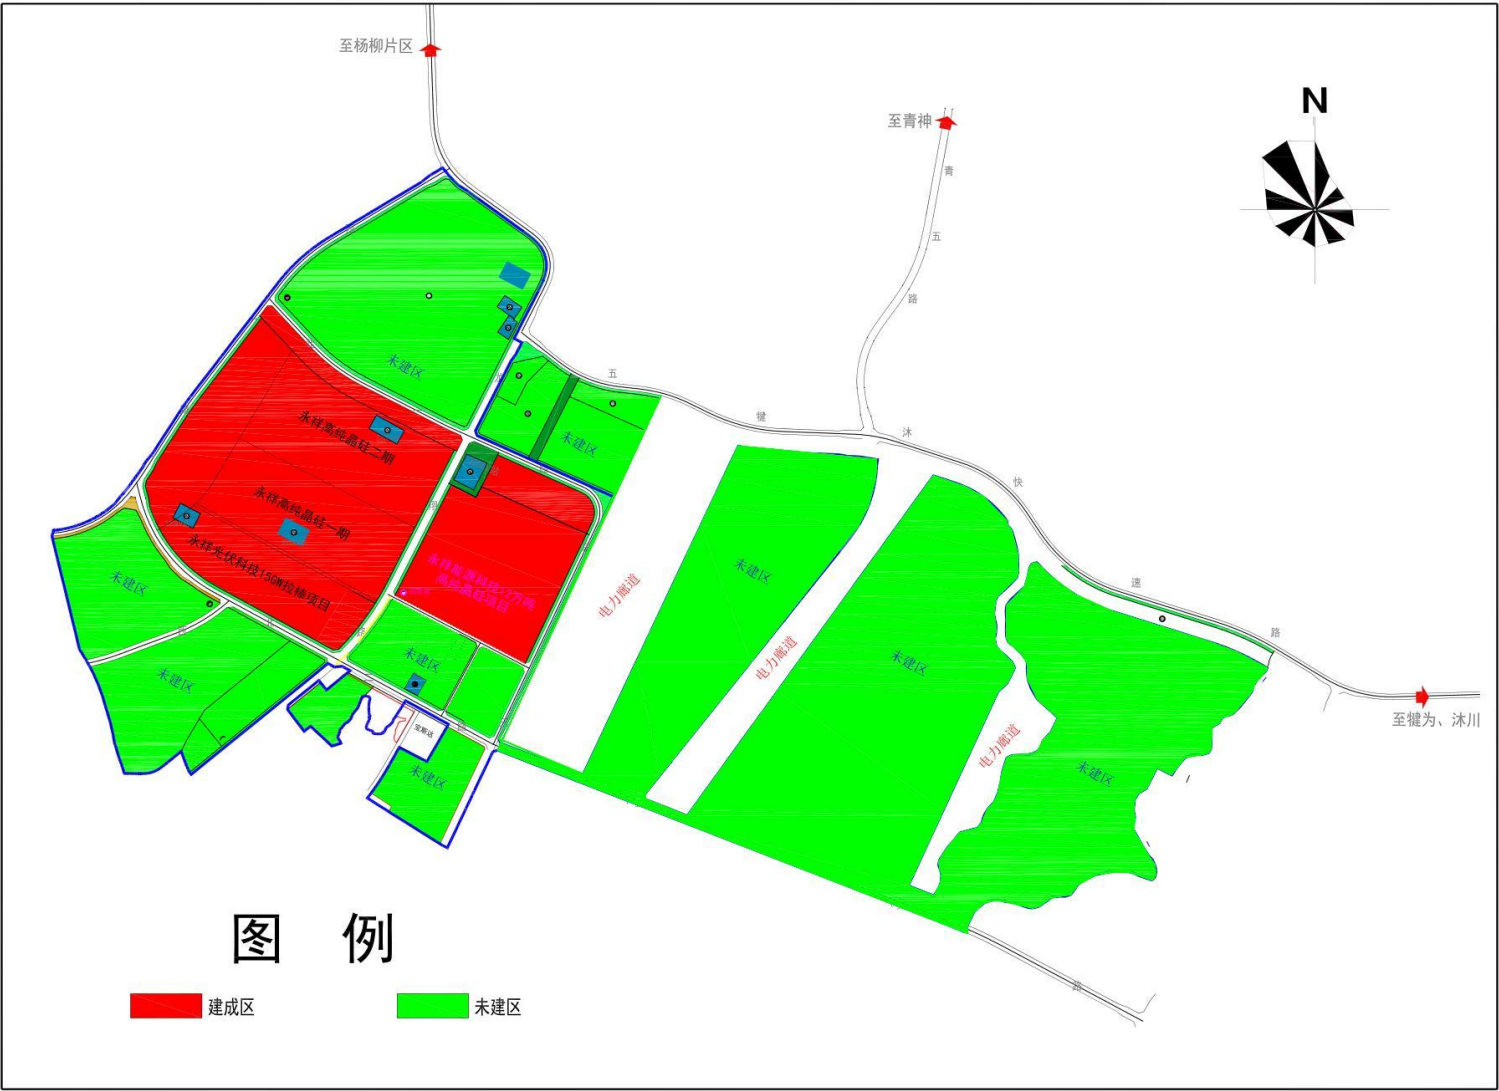 至杨柳片区
N
至青神
青
五
路
未建区
五
犍
沐
快
速
路
未建区
永祥高纯晶硅二期
永祥高纯晶硅一期
永祥光伏科技15GW拉棒项目
未建区
未建区
未建区
电力廊道
未建区
电力廊道
未建区
电力廊道
未建区
至犍为、沐川
宝斯达
未建区
路
图 例
建成区
未建区